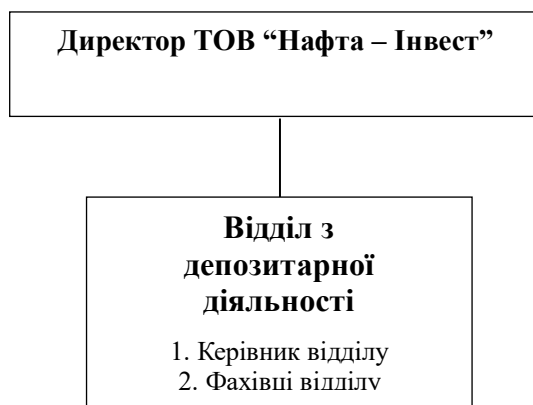 Директор ТОВ “Нафта – Інвест”
Відділ з
депозитарної
діяльності
1. Керівник відділу
2. Фахівці відділу